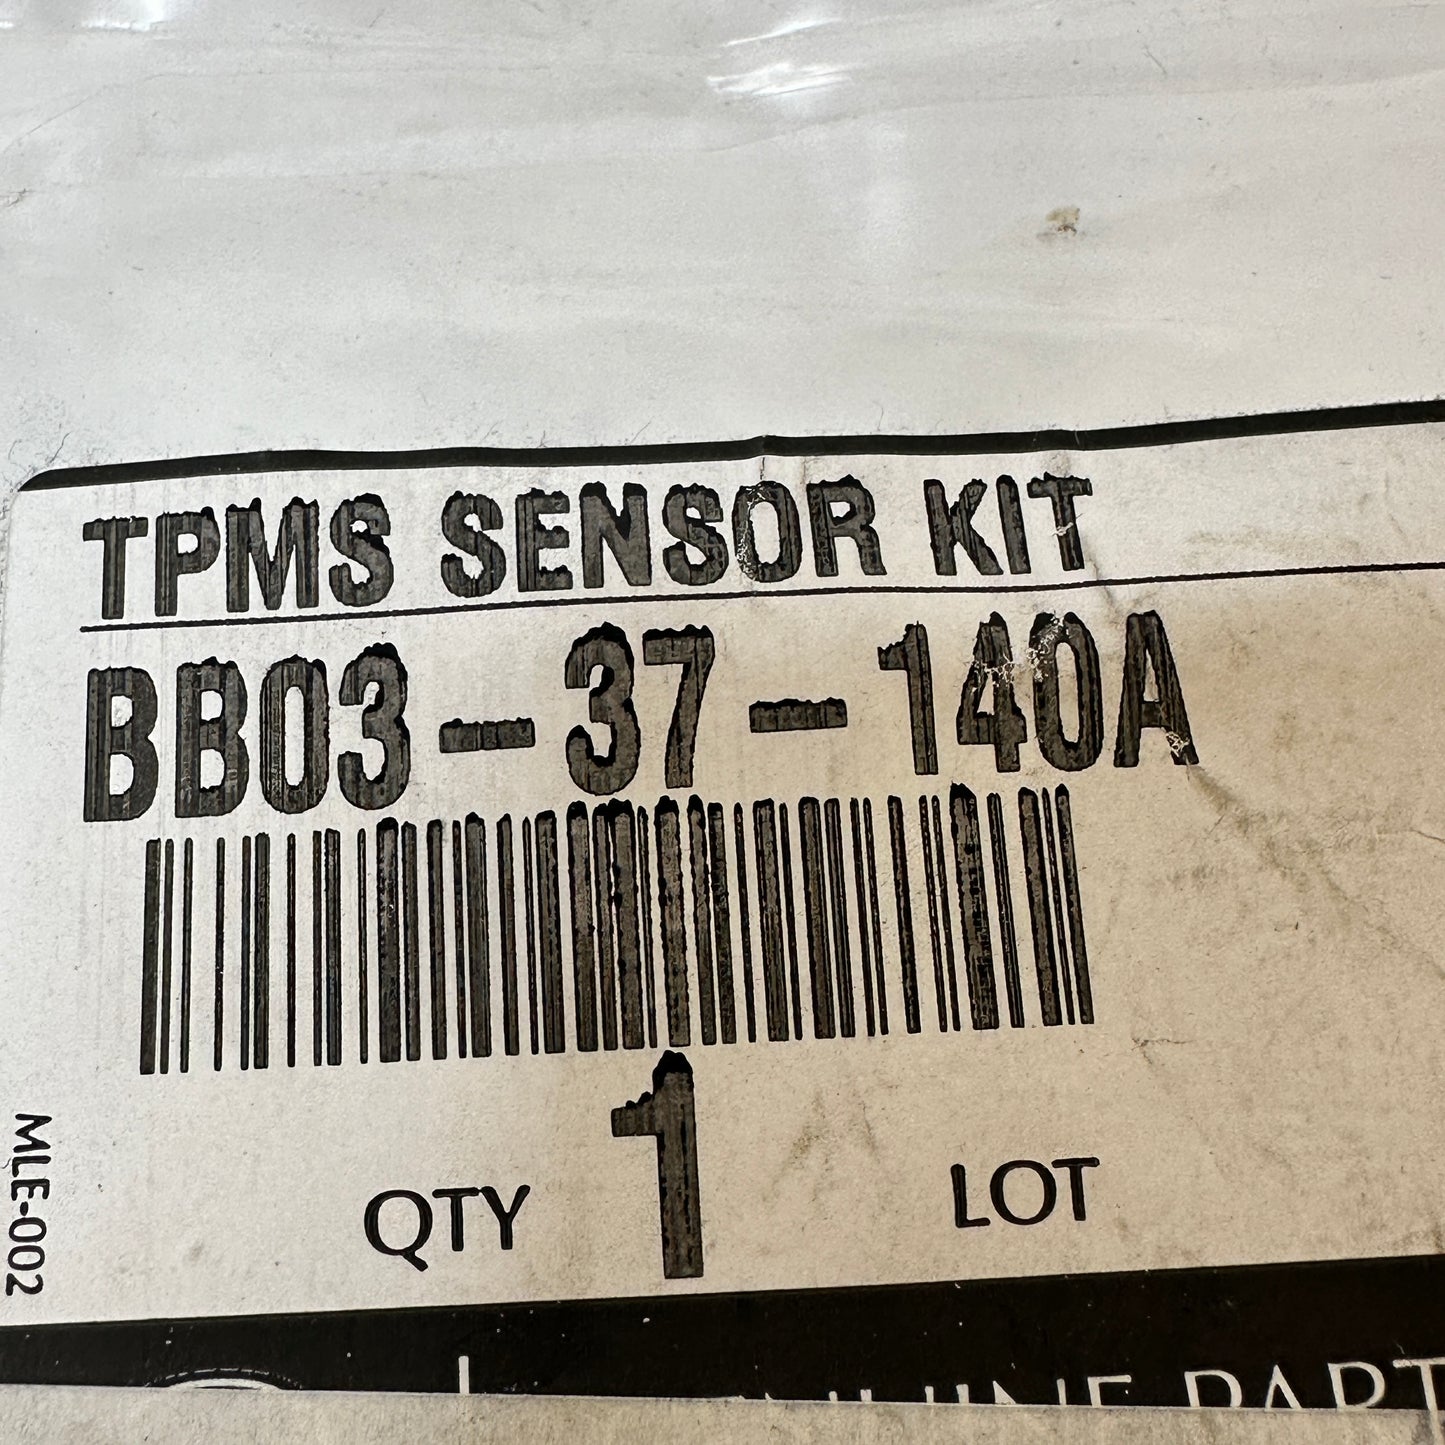 TPMS SENSOR KIT
BB03-37-140A
QTY 1 LOT
MLE-002